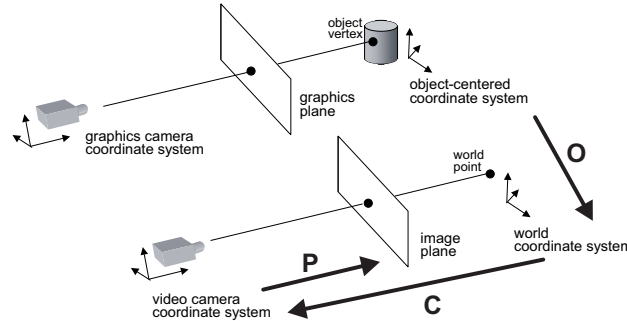 object
vertex
object-centered
coordinate system
graphics
plane
graphics camera
coordinate system
O
world
point
world
coordinate system
image
plane
P
C
video camera
coordinate system